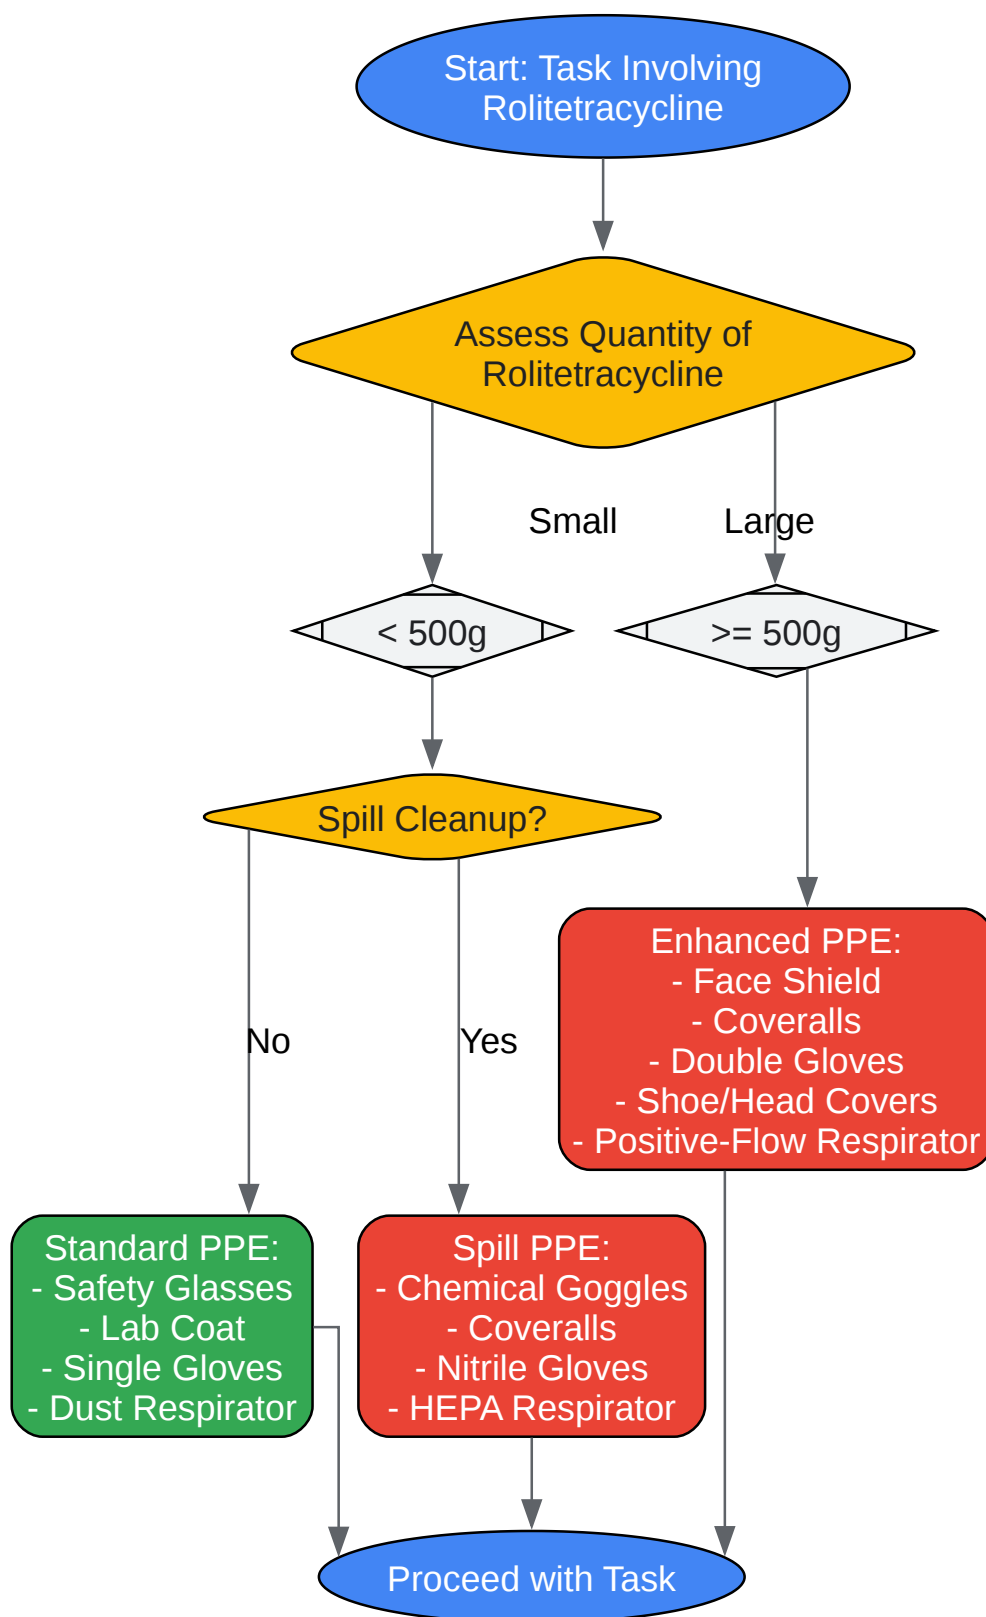 Start: Task Involving
Rolitetracycline
Assess Quantity of
Rolitetracycline
Small
Large
< 500g
>= 500g
Spill Cleanup?
No
Yes
Enhanced PPE:
- Face Shield
- Coveralls
- Double Gloves
- Shoe/Head Covers
- Positive-Flow Respirator
Standard PPE:
- Safety Glasses
- Lab Coat
- Single Gloves
- Dust Respirator
Spill PPE:
- Chemical Goggles
- Coveralls
- Nitrile Gloves
- HEPA Respirator
Proceed with Task